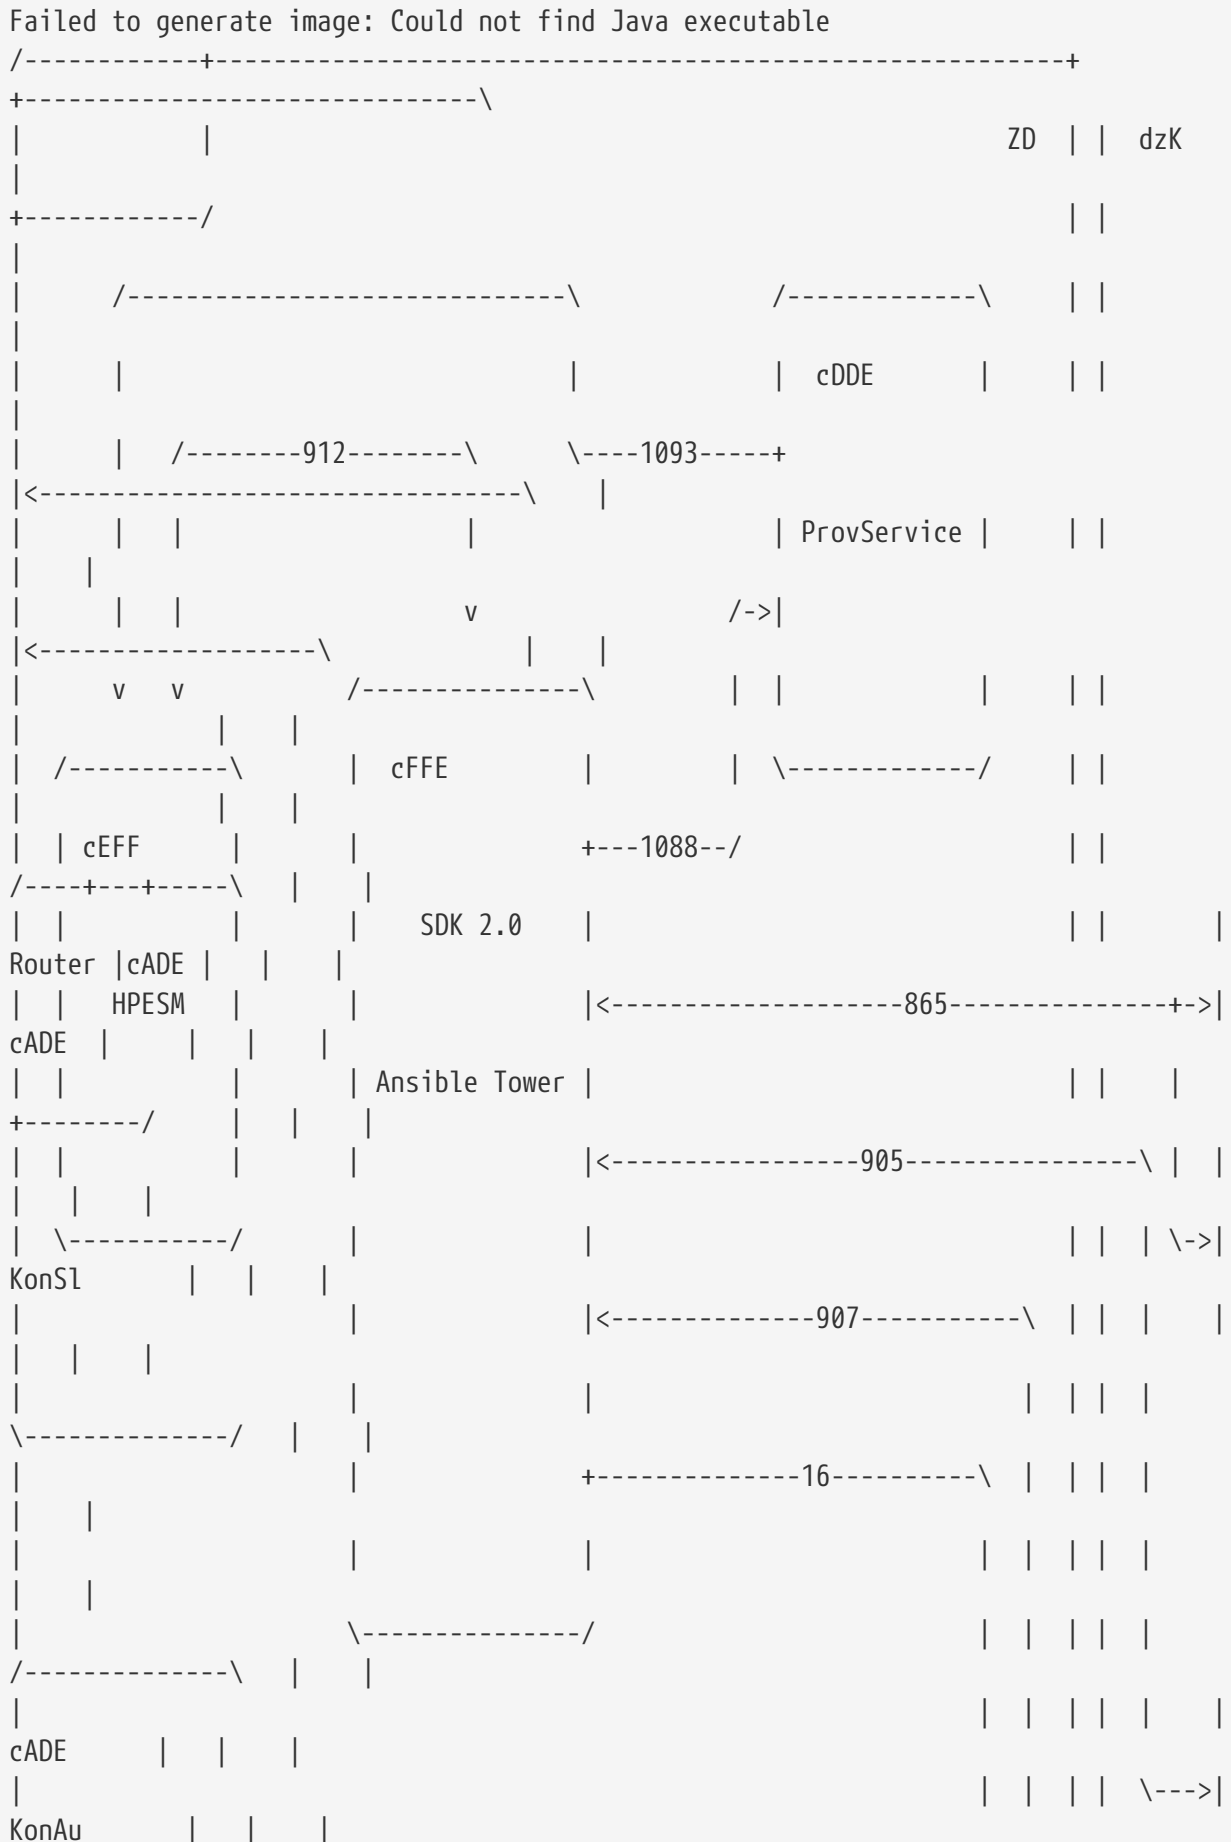 Failed to generate image: Could not find Java executable
/------------+----------------------------------------------------------+
+-------------------------------\
|            |                                                      ZD  | |  dzK
|
+------------/                                                          | |
|
|      /------------------------------\             /-------------\     | |
|
|      |                              |             |  cDDE       |     | |
|
|      |   /--------912--------\      \----1093-----+
|<---------------------------------\    |
|      |   |                   |                    | ProvService |     | |
|    |
|      |   |                   v                 /->|
|<-------------------\             |    |
|      v   v           /---------------\         |  |             |     | |
|             |    |
|  /-----------\       |  cFFE         |         |  \-------------/     | |
|             |    |
|  | cEFF      |       |               +---1088--/                      | |
/----+---+-----\   |    |
|  |           |       |    SDK 2.0    |                                | |       |
Router |cADE |   |    |
|  |   HPESM   |       |               |<--------------------865---------------+->|
cADE  |     |   |    |
|  |           |       | Ansible Tower |                                | |    |
+--------/     |   |    |
|  |           |       |               |<-----------------905----------------\ |  |
|   |    |
|  \-----------/       |               |                                | |  | \->|
KonSl       |   |    |
|                      |               |<--------------907-----------\  | |  |    |
|   |    |
|                      |               |                             |  | |  |
\--------------/   |    |
|                      |               +--------------16----------\  |  | |  |
|    |
|                      |               |                          |  |  | |  |
|    |
|                      \---------------/                          |  |  | |  |
/--------------\   |    |
|                                                                 |  |  | |  |    |
cADE      |   |    |
|                                                                 |  |  | |  \--->|
KonAu       |   |    |